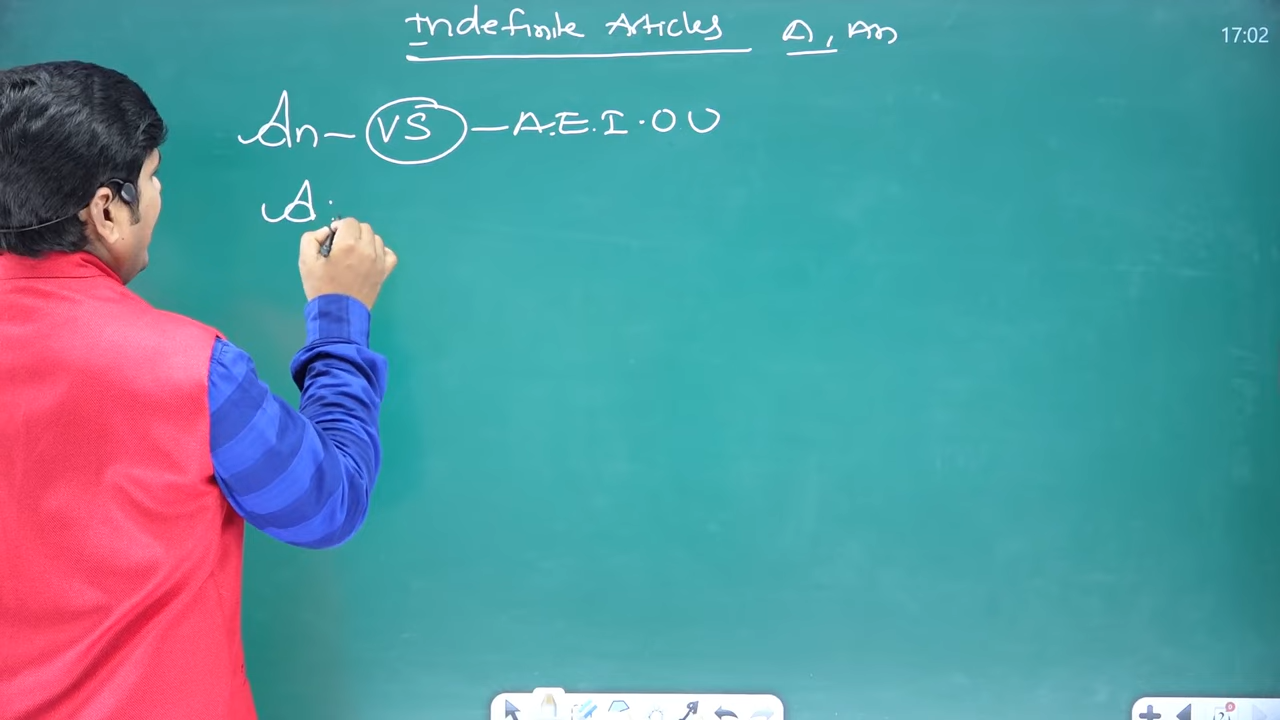 Indefinite Articles A, An
17:02
An - VS - A.E.I.O U
A